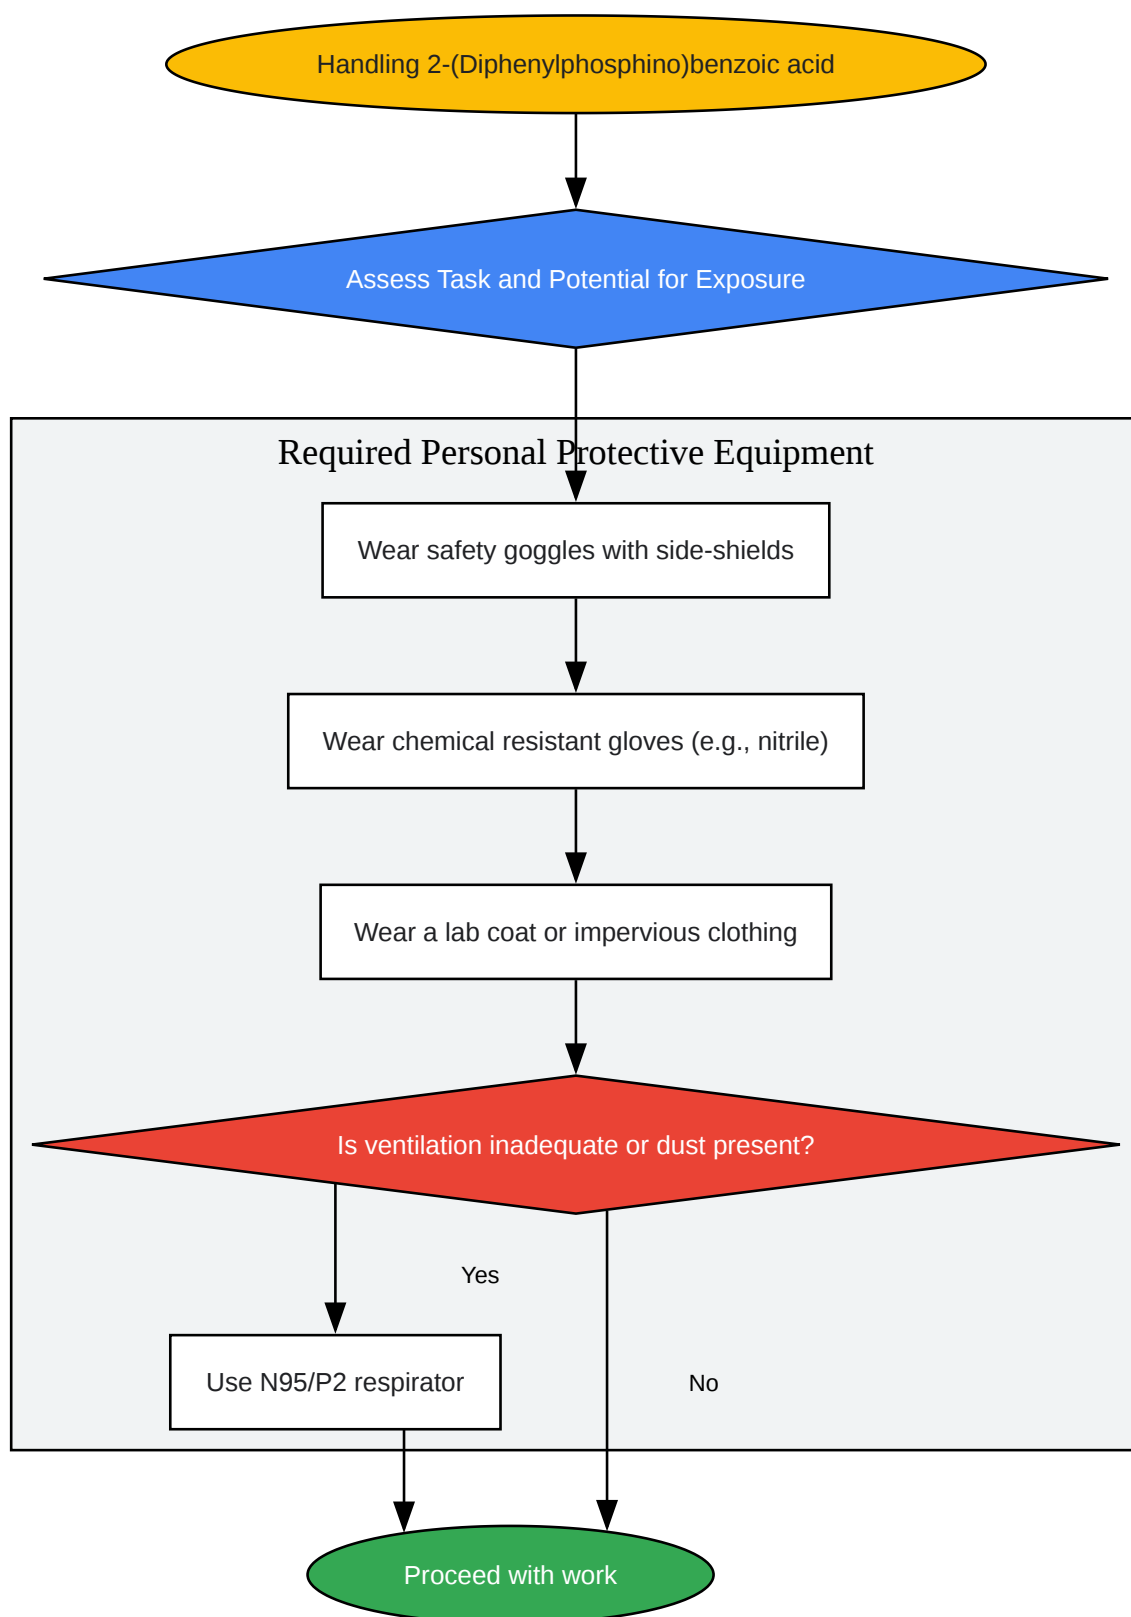 Handling 2-(Diphenylphosphino)benzoic acid
Assess Task and Potential for Exposure
Required Personal Protective Equipment
Wear safety goggles with side-shields
Wear chemical resistant gloves (e.g., nitrile)
Wear a lab coat or impervious clothing
Is ventilation inadequate or dust present?
Yes
Use N95/P2 respirator
No
Proceed with work